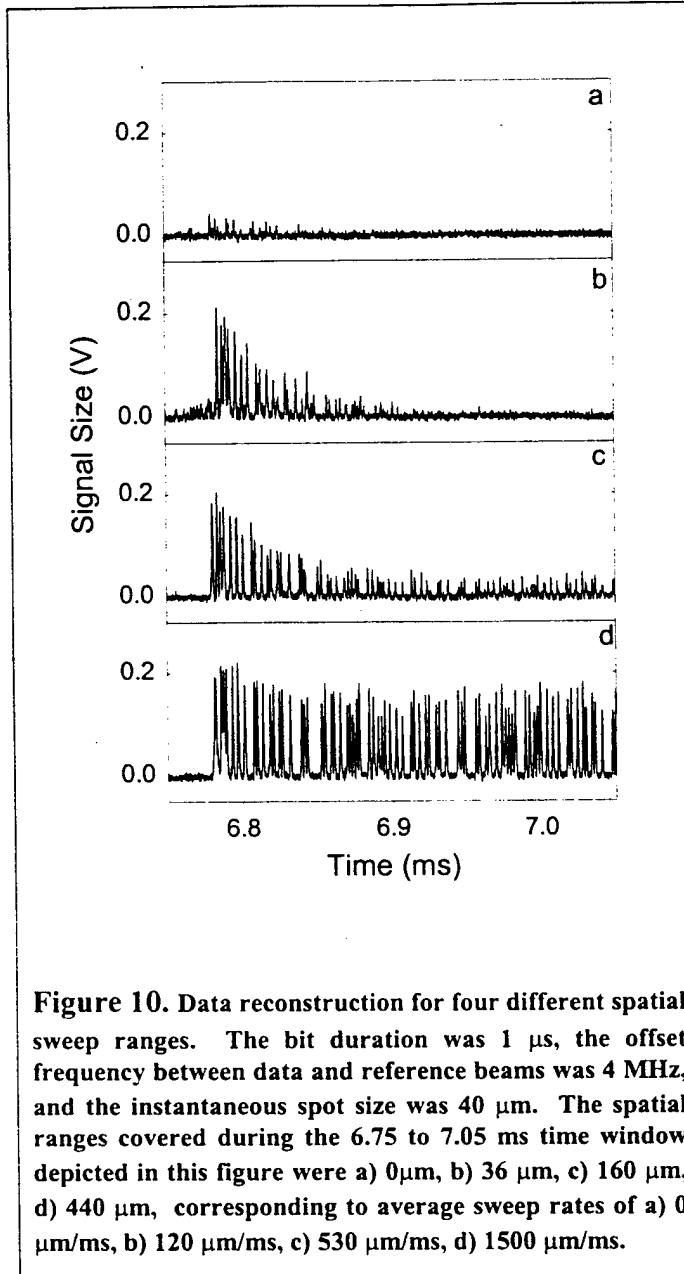 a
0.2
0.0
b
0.2
0.0
c
0.2
0.0
d
0.2
0.0
Signal Size (V)
6.8 6.9 7.0
Time (ms)
Figure 10. Data reconstruction for four different spatial
sweep ranges. The bit duration was 1 μs, the offset
frequency between data and reference beams was 4 MHz,
and the instantaneous spot size was 40 μm. The spatial
ranges covered during the 6.75 to 7.05 ms time window
depicted in this figure were a) 0μm, b) 36 μm, c) 160 μm,
d) 440 μm, corresponding to average sweep rates of a) 0
μm/ms, b) 120 μm/ms, c) 530 μm/ms, d) 1500 μm/ms.